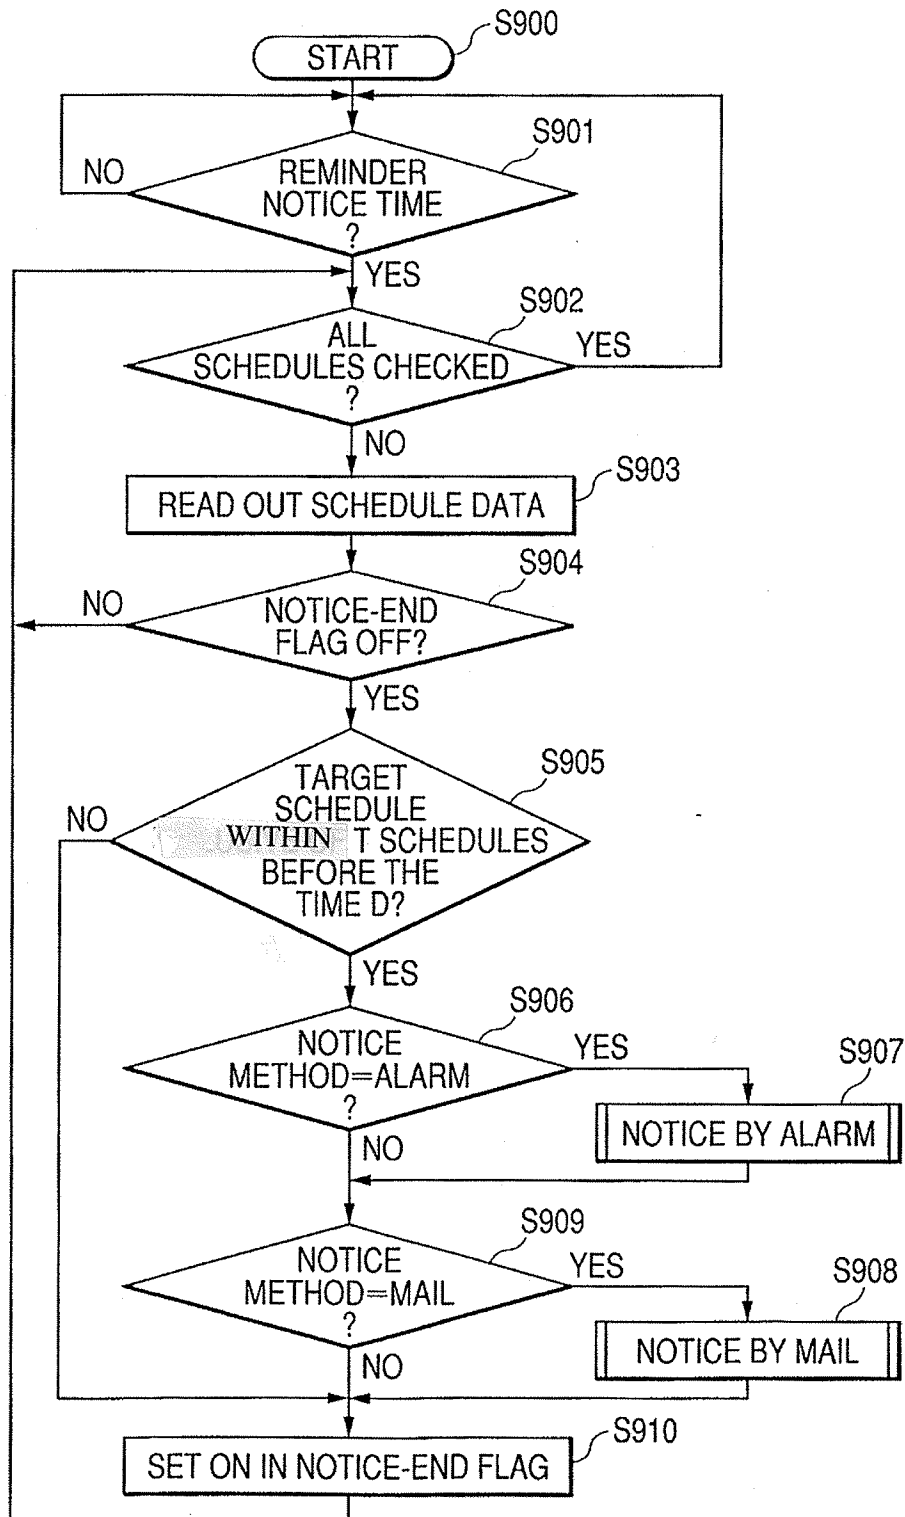 S900
START
S901
REMINDER
NOTICE TIME
?
NO
YES
S902
ALL
SCHEDULES CHECKED
?
YES
NO
S903
READ OUT SCHEDULE DATA
S904
NOTICE-END
FLAG OFF?
NO
YES
S905
TARGET
SCHEDULE
WITHIN T SCHEDULES
BEFORE THE
TIME D?
NO
YES
S906
NOTICE
METHOD=ALARM
?
YES
S907
NOTICE BY ALARM
NO
S909
NOTICE
METHOD=MAIL
?
YES
S908
NOTICE BY MAIL
NO
S910
SET ON IN NOTICE-END FLAG